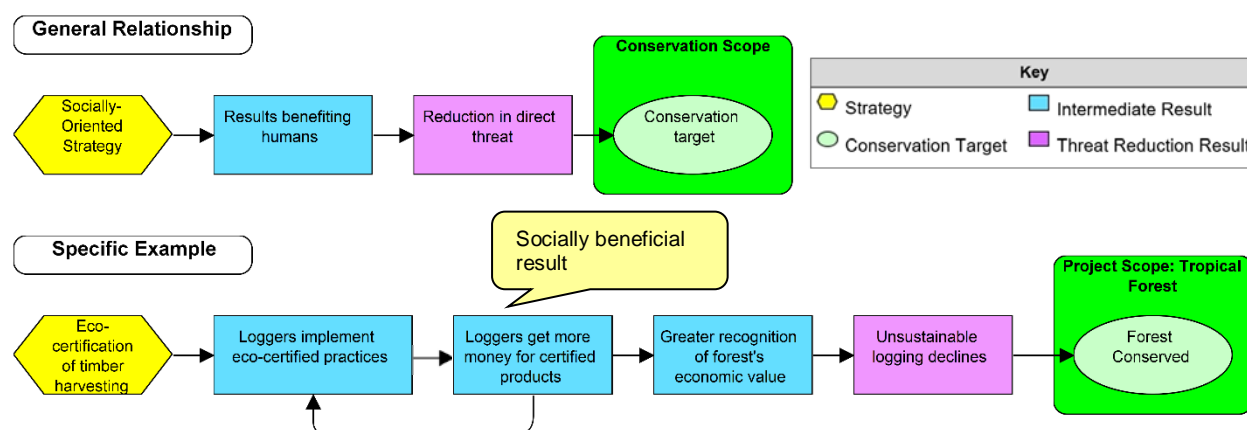 General Relationship
Conservation Scope
Socially-
Oriented
Strategy
Results benefiting
humans
Reduction in direct
threat
Conservation
target
Key
Strategy
Intermediate Result
Conservation Target
Threat Reduction Result
Specific Example
Socially beneficial
result
Project Scope: Tropical
Forest
Eco-
certification
of timber
harvesting
Loggers implement
eco-certified practices
Loggers get more
money for certified
products
Greater recognition
of forest's
economic value
Unsustainable
logging declines
Forest
Conserved